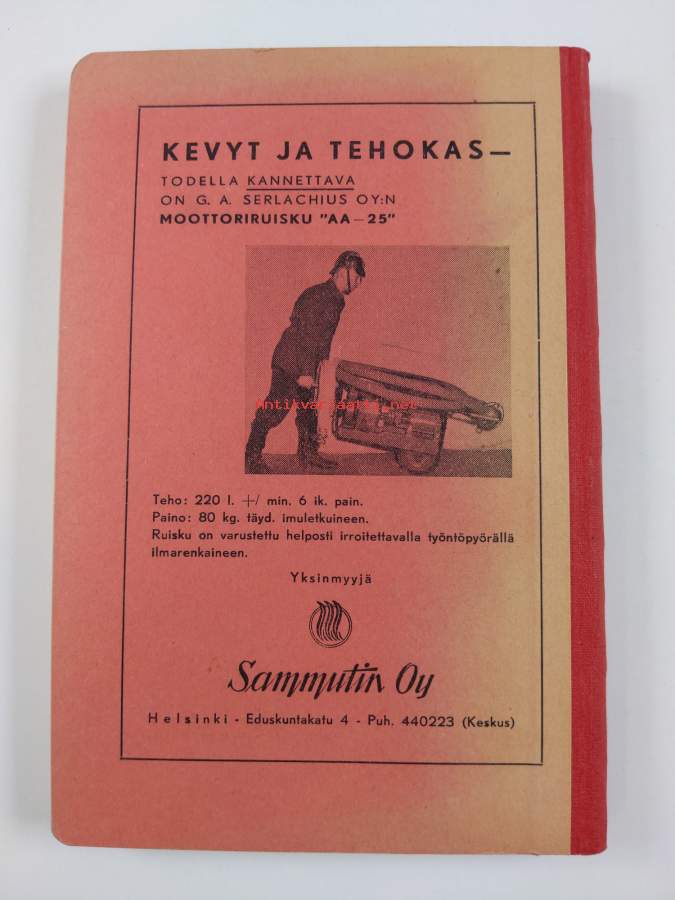 KEVYT JA TEHOKAS—
TODELLA KANNETTAVA
ON G. A. SERLACHIUS OY:N
MOOTTORIRUISKU "AA—25"
Antikvariaatti.net
Teho: 220 l. +/ min. 6 ik. pain.
Paino: 80 kg. täyd. imuletkuineen.
Ruisku on varustettu helposti irroitettavalla työntöpyörällä
ilmarenkaineen.
Yksinmyyjä
Sammutin Oy
Helsinki - Eduskuntakatu 4 - Puh. 440223 (Keskus)